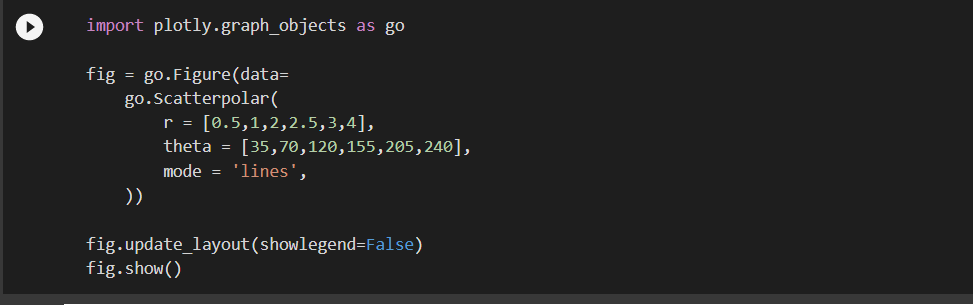 import plotly.graph_objects as go
fig = go.Figure(data=
go.Scatterpolar(
r = [0.5,1,2,2.5,3,4],
theta = [35,70,120,155,205,240],
mode = 'lines',
))
fig.update_layout(showlegend=False)
fig.show()